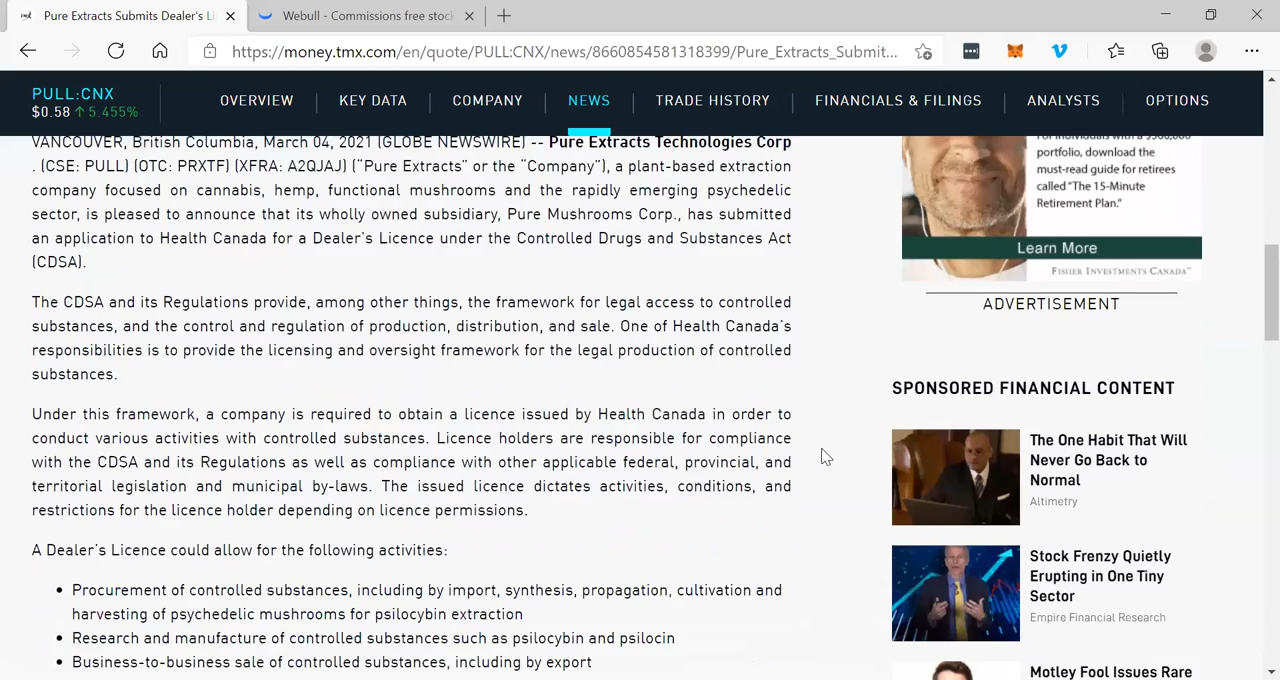 Pure Extracts Submits Dealer's Li
Webull - Commissions free stoc
https://money.tmx.com/en/quote/PULL:CNX/news/8660854581318399/Pure_Extracts_Submit...
PULL:CNX
$0.58 ↑ 5.455%
OVERVIEW
KEY DATA
COMPANY
NEWS
TRADE HISTORY
FINANCIALS & FILINGS
ANALYSTS
OPTIONS
VANCOUVER, British Columbia, March 04, 2021 (GLOBE NEWSWIRE) -- Pure Extracts Technologies Corp
. (CSE: PULL) (OTC: PRXTF) (XFRA: A2QAJAJ) ("Pure Extracts" or the "Company"), a plant-based extraction
company focused on cannabis, hemp, functional mushrooms and the rapidly emerging psychedelic
sector, is pleased to announce that its wholly owned subsidiary, Pure Mushrooms Corp., has submitted
an application to Health Canada for a Dealer's Licence under the Controlled Drugs and Substances Act
(CDSA).
The CDSA and its Regulations provide, among other things, the framework for legal access to controlled
substances, and the control and regulation of production, distribution, and sale. One of Health Canada's
responsibilities is to provide the licensing and oversight framework for the legal production of controlled
substances.
Under this framework, a company is required to obtain a licence issued by Health Canada in order to
conduct various activities with controlled substances. Licence holders are responsible for compliance
with the CDSA and its Regulations as well as compliance with other applicable federal, provincial, and
territorial legislation and municipal by-laws. The issued licence dictates activities, conditions, and
restrictions for the licence holder depending on licence permissions.
A Dealer's Licence could allow for the following activities:
• Procurement of controlled substances, including by import, synthesis, propagation, cultivation and
harvesting of psychedelic mushrooms for psilocybin extraction
• Research and manufacture of controlled substances such as psilocybin and psilocin
• Business-to-business sale of controlled substances, including by export
For individuals with a $500,000
portfolio, download the
must-read guide for retirees
called "The 15-Minute
Retirement Plan."
Learn More
FISHER INVESTMENTS CANADA™
ADVERTISEMENT
SPONSORED FINANCIAL CONTENT
The One Habit That Will
Never Go Back to
Normal
Altimetry
Stock Frenzy Quietly
Erupting in One Tiny
Sector
Empire Financial Research
Motley Fool Issues Rare